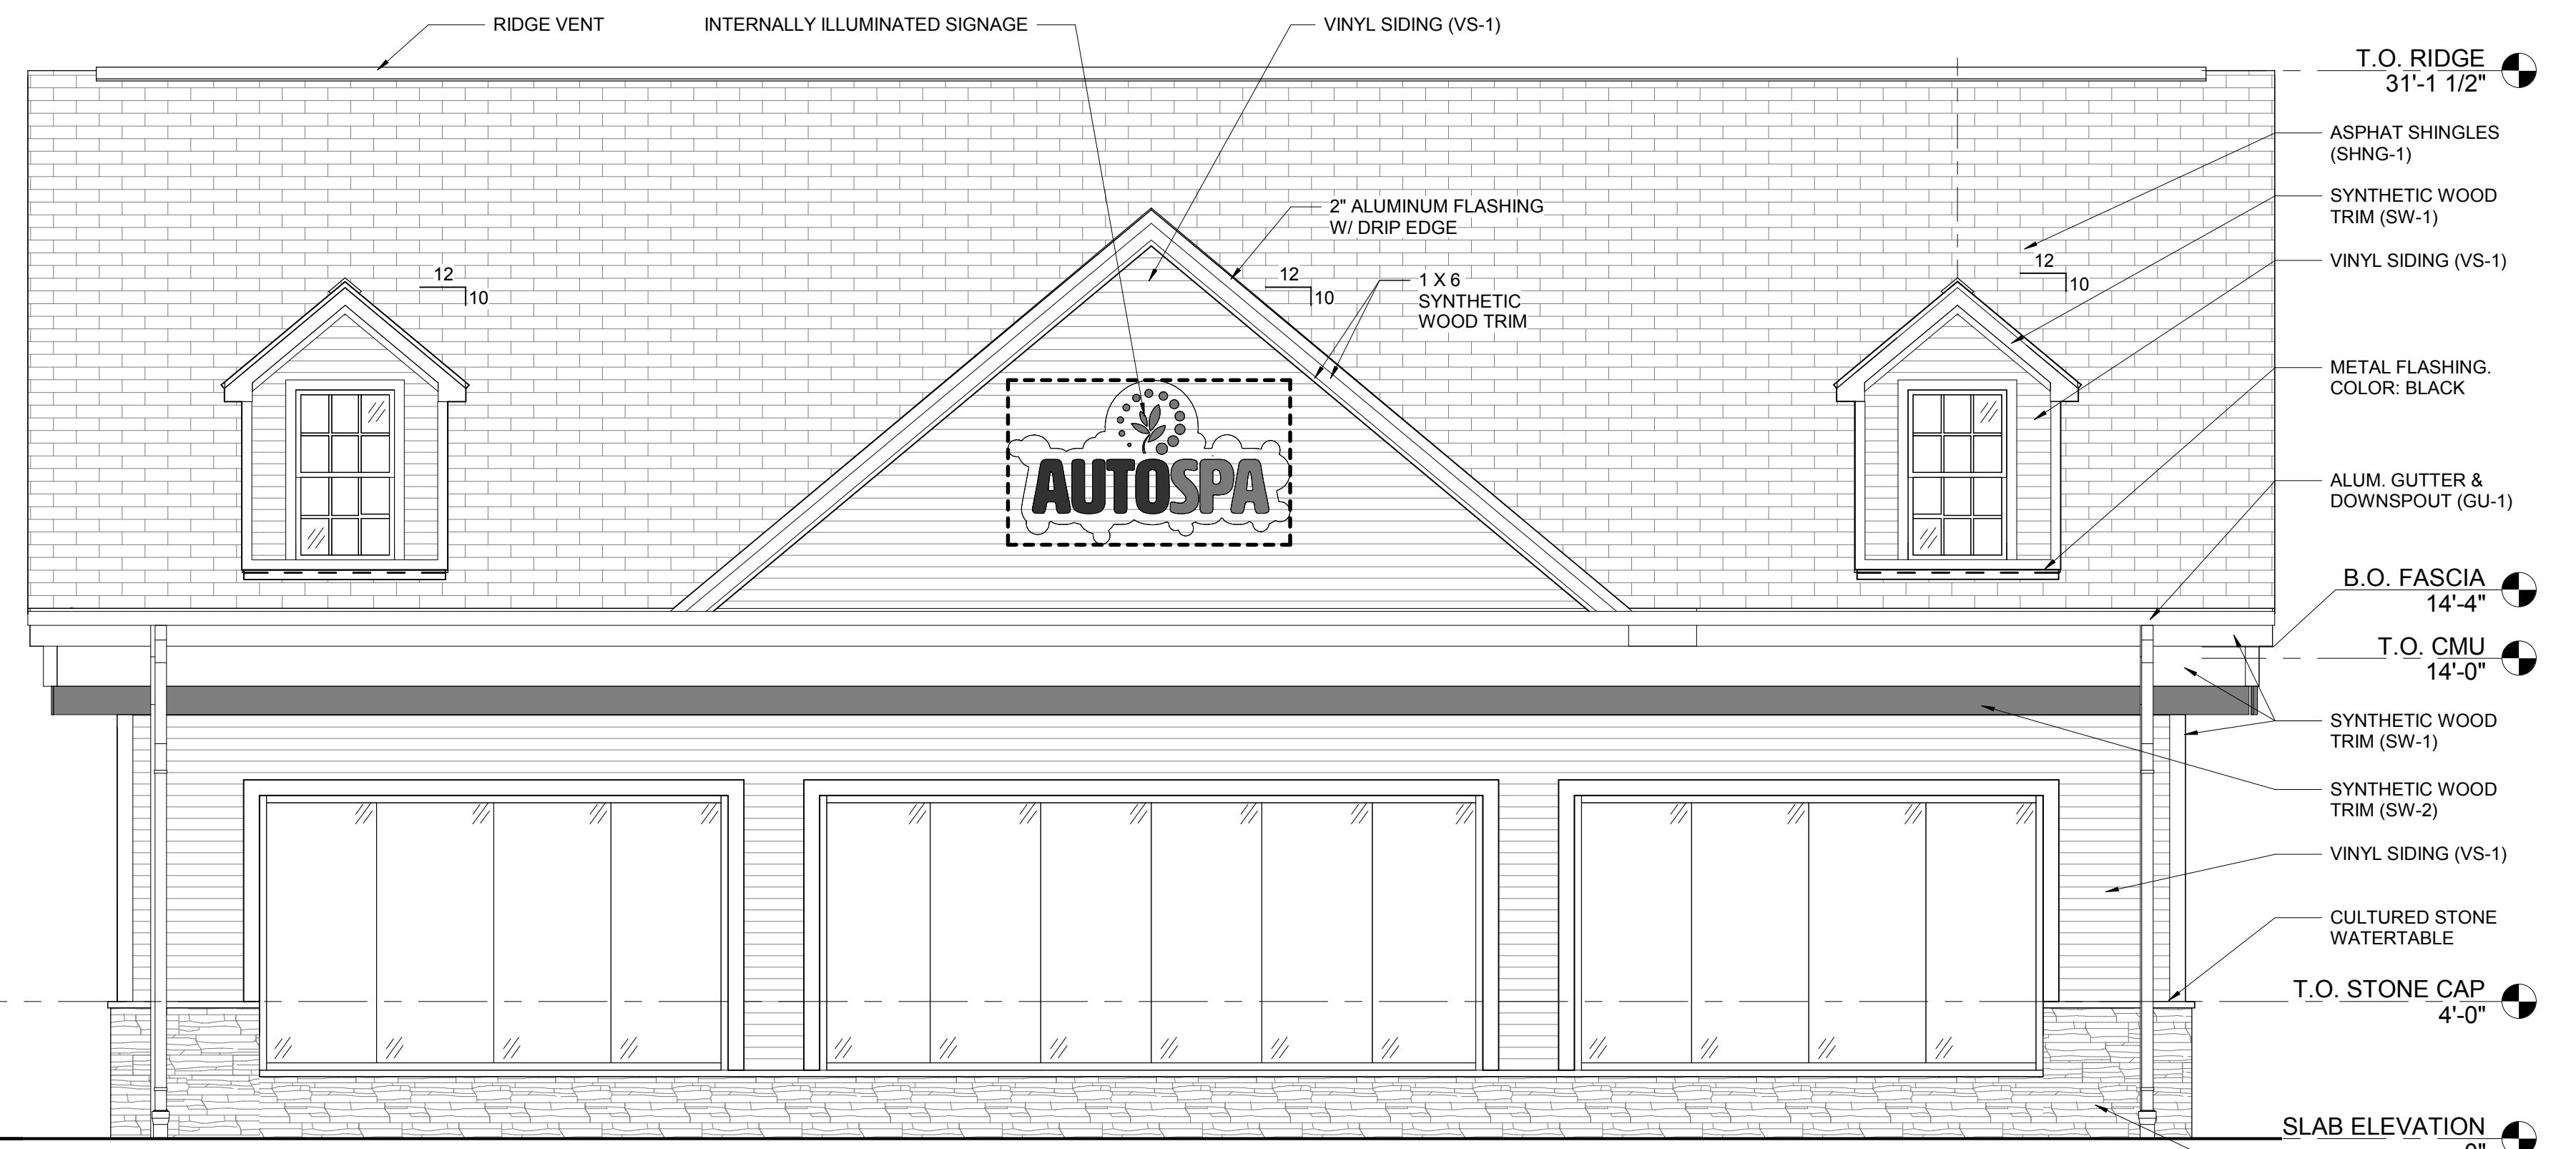 RIDGE VENT
INTERNALLY ILLUMINATED SIGNAGE
VINYL SIDING (VS-1)
T.O. RIDGE
31'-1 1/2"
ASPHAT SHINGLES
(SHNG-1)
SYNTHETIC WOOD
TRIM (SW-1)
2" ALUMINUM FLASHING
W/ DRIP EDGE
VINYL SIDING (VS-1)
12
10
12
10
1 X 6
SYNTHETIC
WOOD TRIM
12
10
METAL FLASHING.
COLOR: BLACK
AUTOSPA
ALUM. GUTTER &
DOWNSPOUT (GU-1)
B.O. FASCIA
14'-4"
T.O. CMU
14'-0"
SYNTHETIC WOOD
TRIM (SW-1)
SYNTHETIC WOOD
TRIM (SW-2)
VINYL SIDING (VS-1)
CULTURED STONE
WATERTABLE
T.O. STONE CAP
4'-0"
SLAB ELEVATION